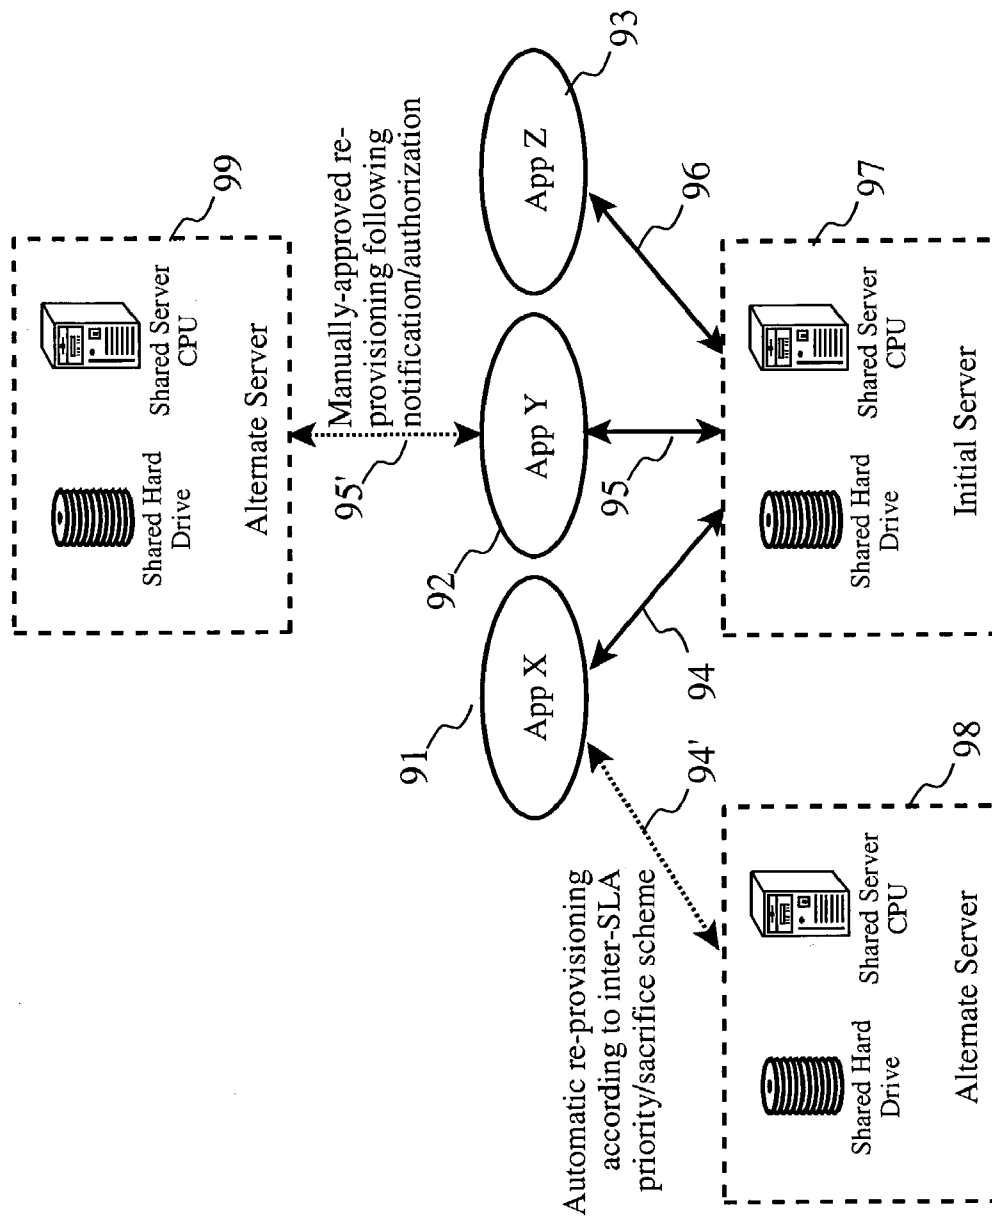 99
Shared Server
CPU
Shared Hard
Drive
Alternate Server
Manually-approved re-
provisioning following
notification/authorization
95'
93
App Z
92
App Y
91
App X
96
95
94
94'
97
Shared Server
CPU
Shared Hard
Drive
Initial Server
Automatic re-provisioning
according to inter-SLA
priority/sacrifice scheme
98
Shared Server
CPU
Shared Hard
Drive
Alternate Server